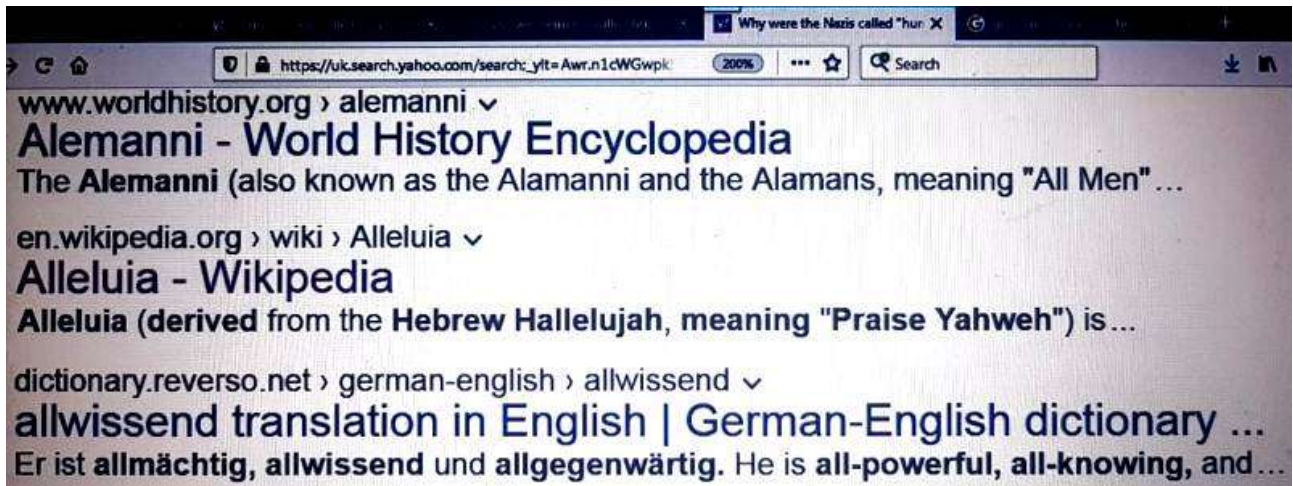 Why were the Nazis called "hun
https://uk.search.yahoo.com/search;_ylt=Awr.n1cWGwpk
200%
Search
www.worldhistory.org › alemanni
Alemanni - World History Encyclopedia
The Alemanni (also known as the Alamanni and the Alamans, meaning "All Men"...
en.wikipedia.org › wiki › Alleluia
Alleluia - Wikipedia
Alleluia (derived from the Hebrew Hallelujah, meaning "Praise Yahweh") is...
dictionary.reverso.net › german-english › allwissend
allwissend translation in English | German-English dictionary ...
Er ist allmächtig, allwissend und allgegenwärtig. He is all-powerful, all-knowing, and...